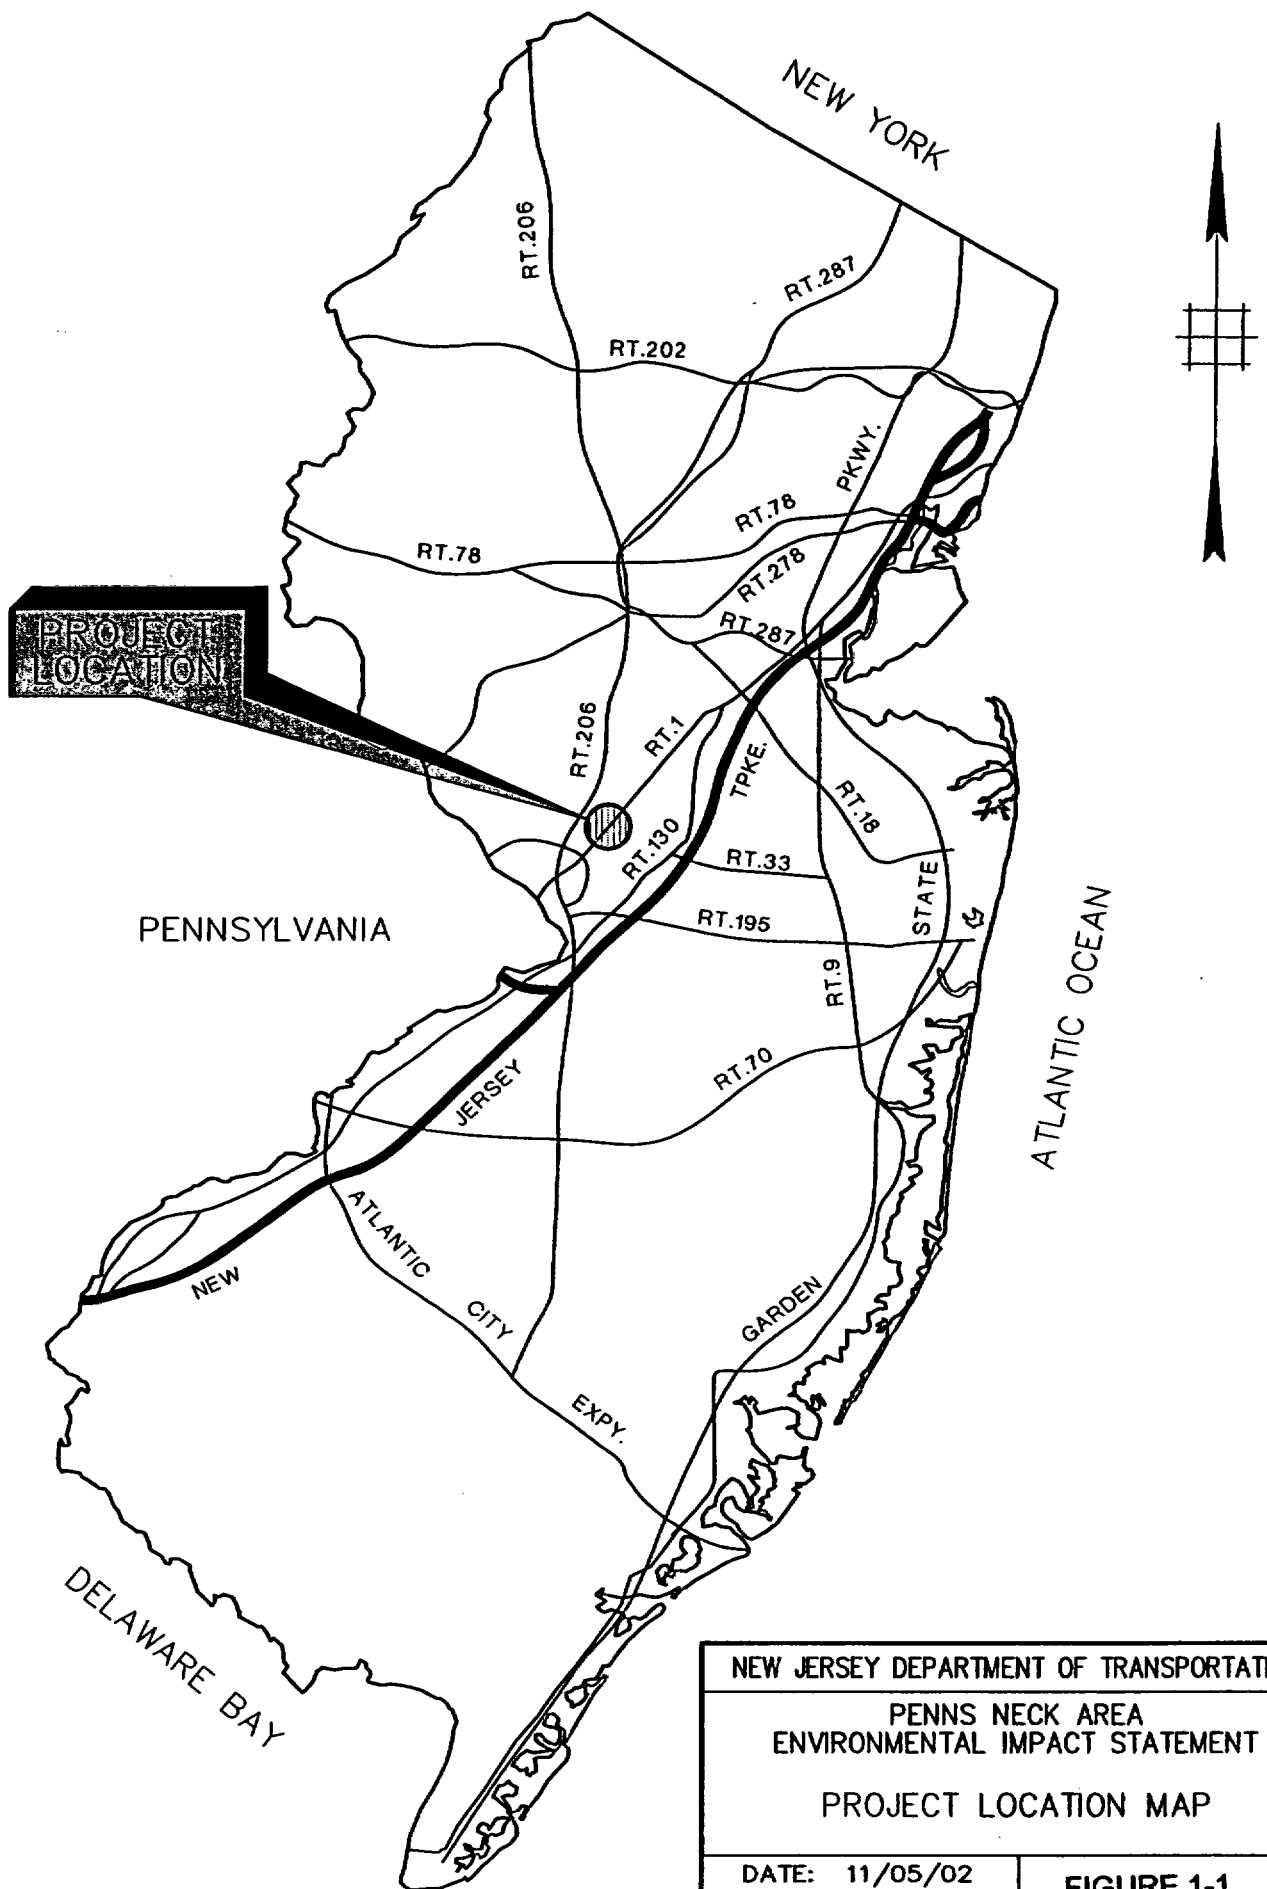 NEW YORK
RT.206
RT.287
RT.202
PKWY.
RT.78
RT.78
RT.278
RT.287
PROJECT
LOCATION
RT.206
RT.1
TPKE.
RT.18
RT.130
RT.33
STATE
RT.195
PENNSYLVANIA
RT.9
ATLANTIC OCEAN
RT.70
JERSEY
ATLANTIC
NEW
CITY
GARDEN
EXPY.
DELAWARE BAY
NEW JERSEY DEPARTMENT OF TRANSPORTATI
PENNS NECK AREA
ENVIRONMENTAL IMPACT STATEMENT
PROJECT LOCATION MAP
DATE: 11/05/02
FIGURE 1-1